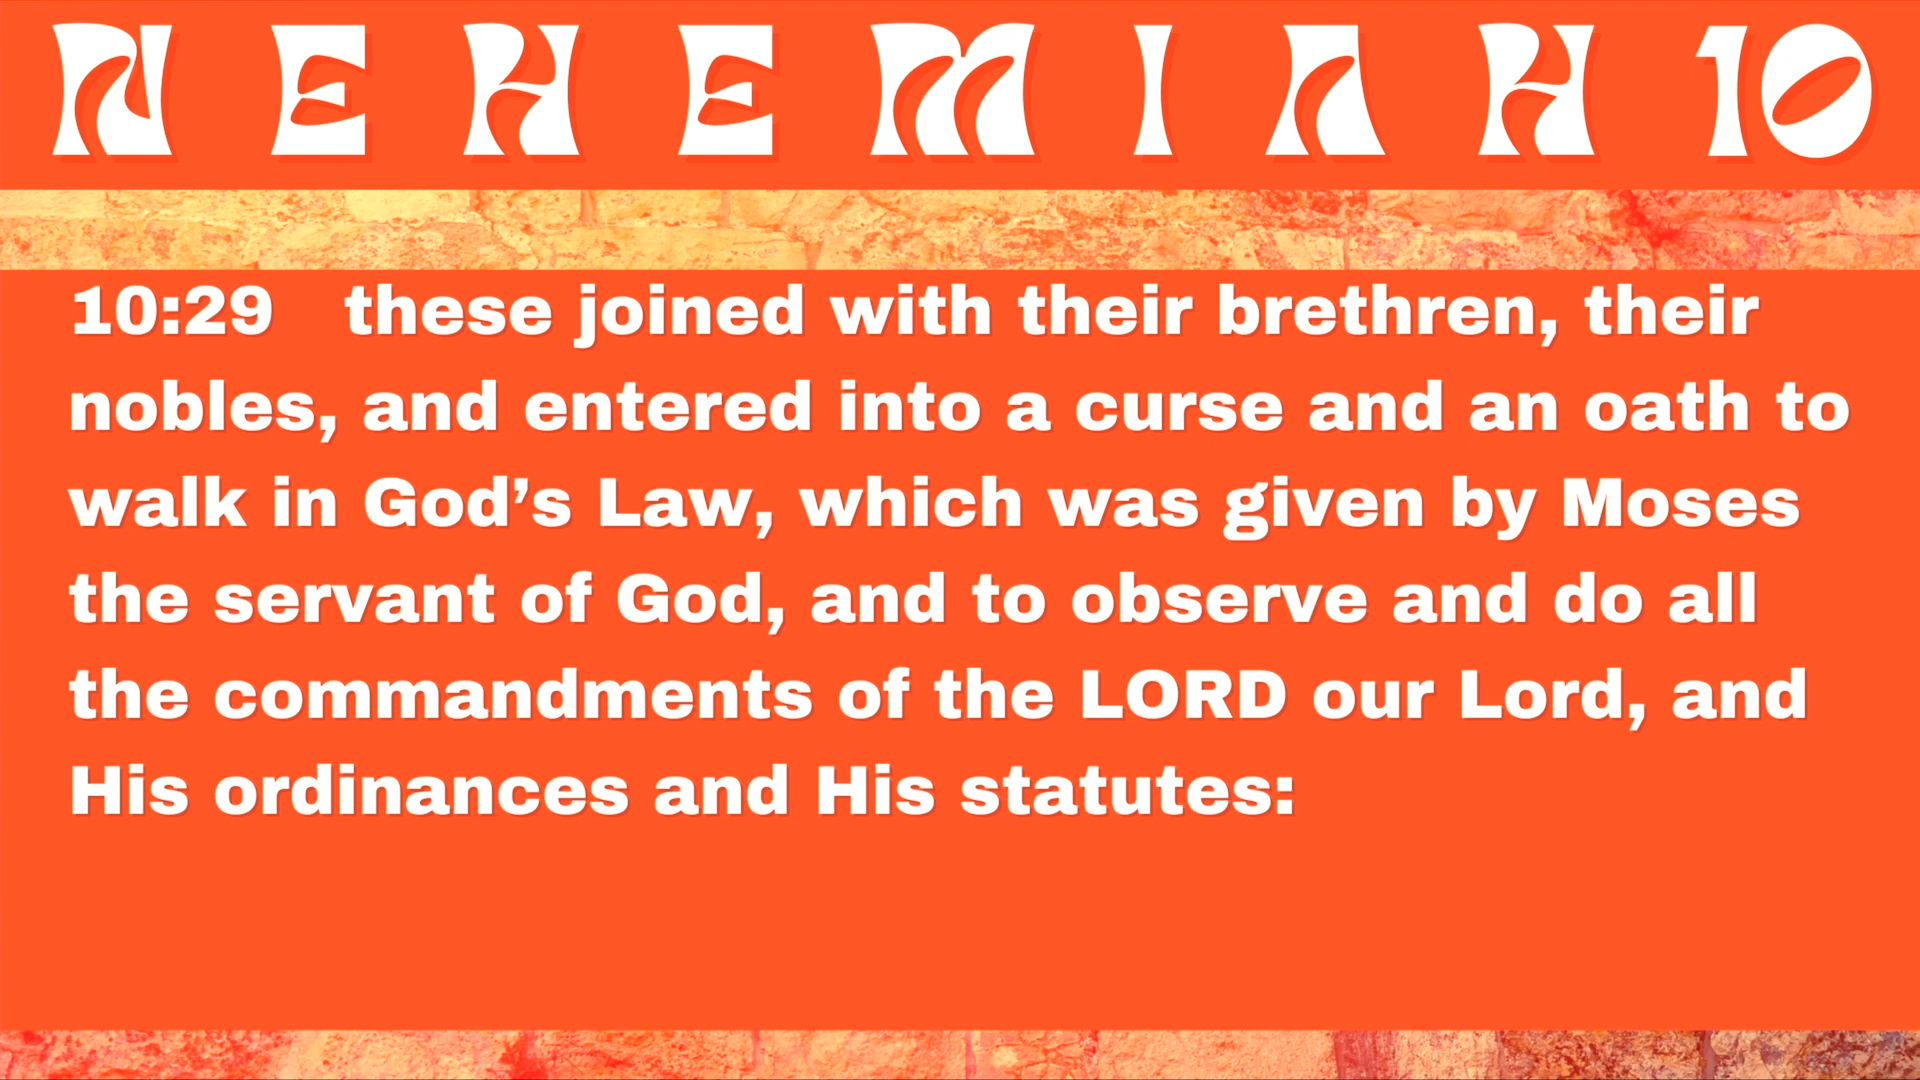 NEHEMIAH 10
10:29 these joined with their brethren, their
nobles, and entered into a curse and an oath to
walk in God’s Law, which was given by Moses
the servant of God, and to observe and do all
the commandments of the LORD our Lord, and
His ordinances and His statutes: